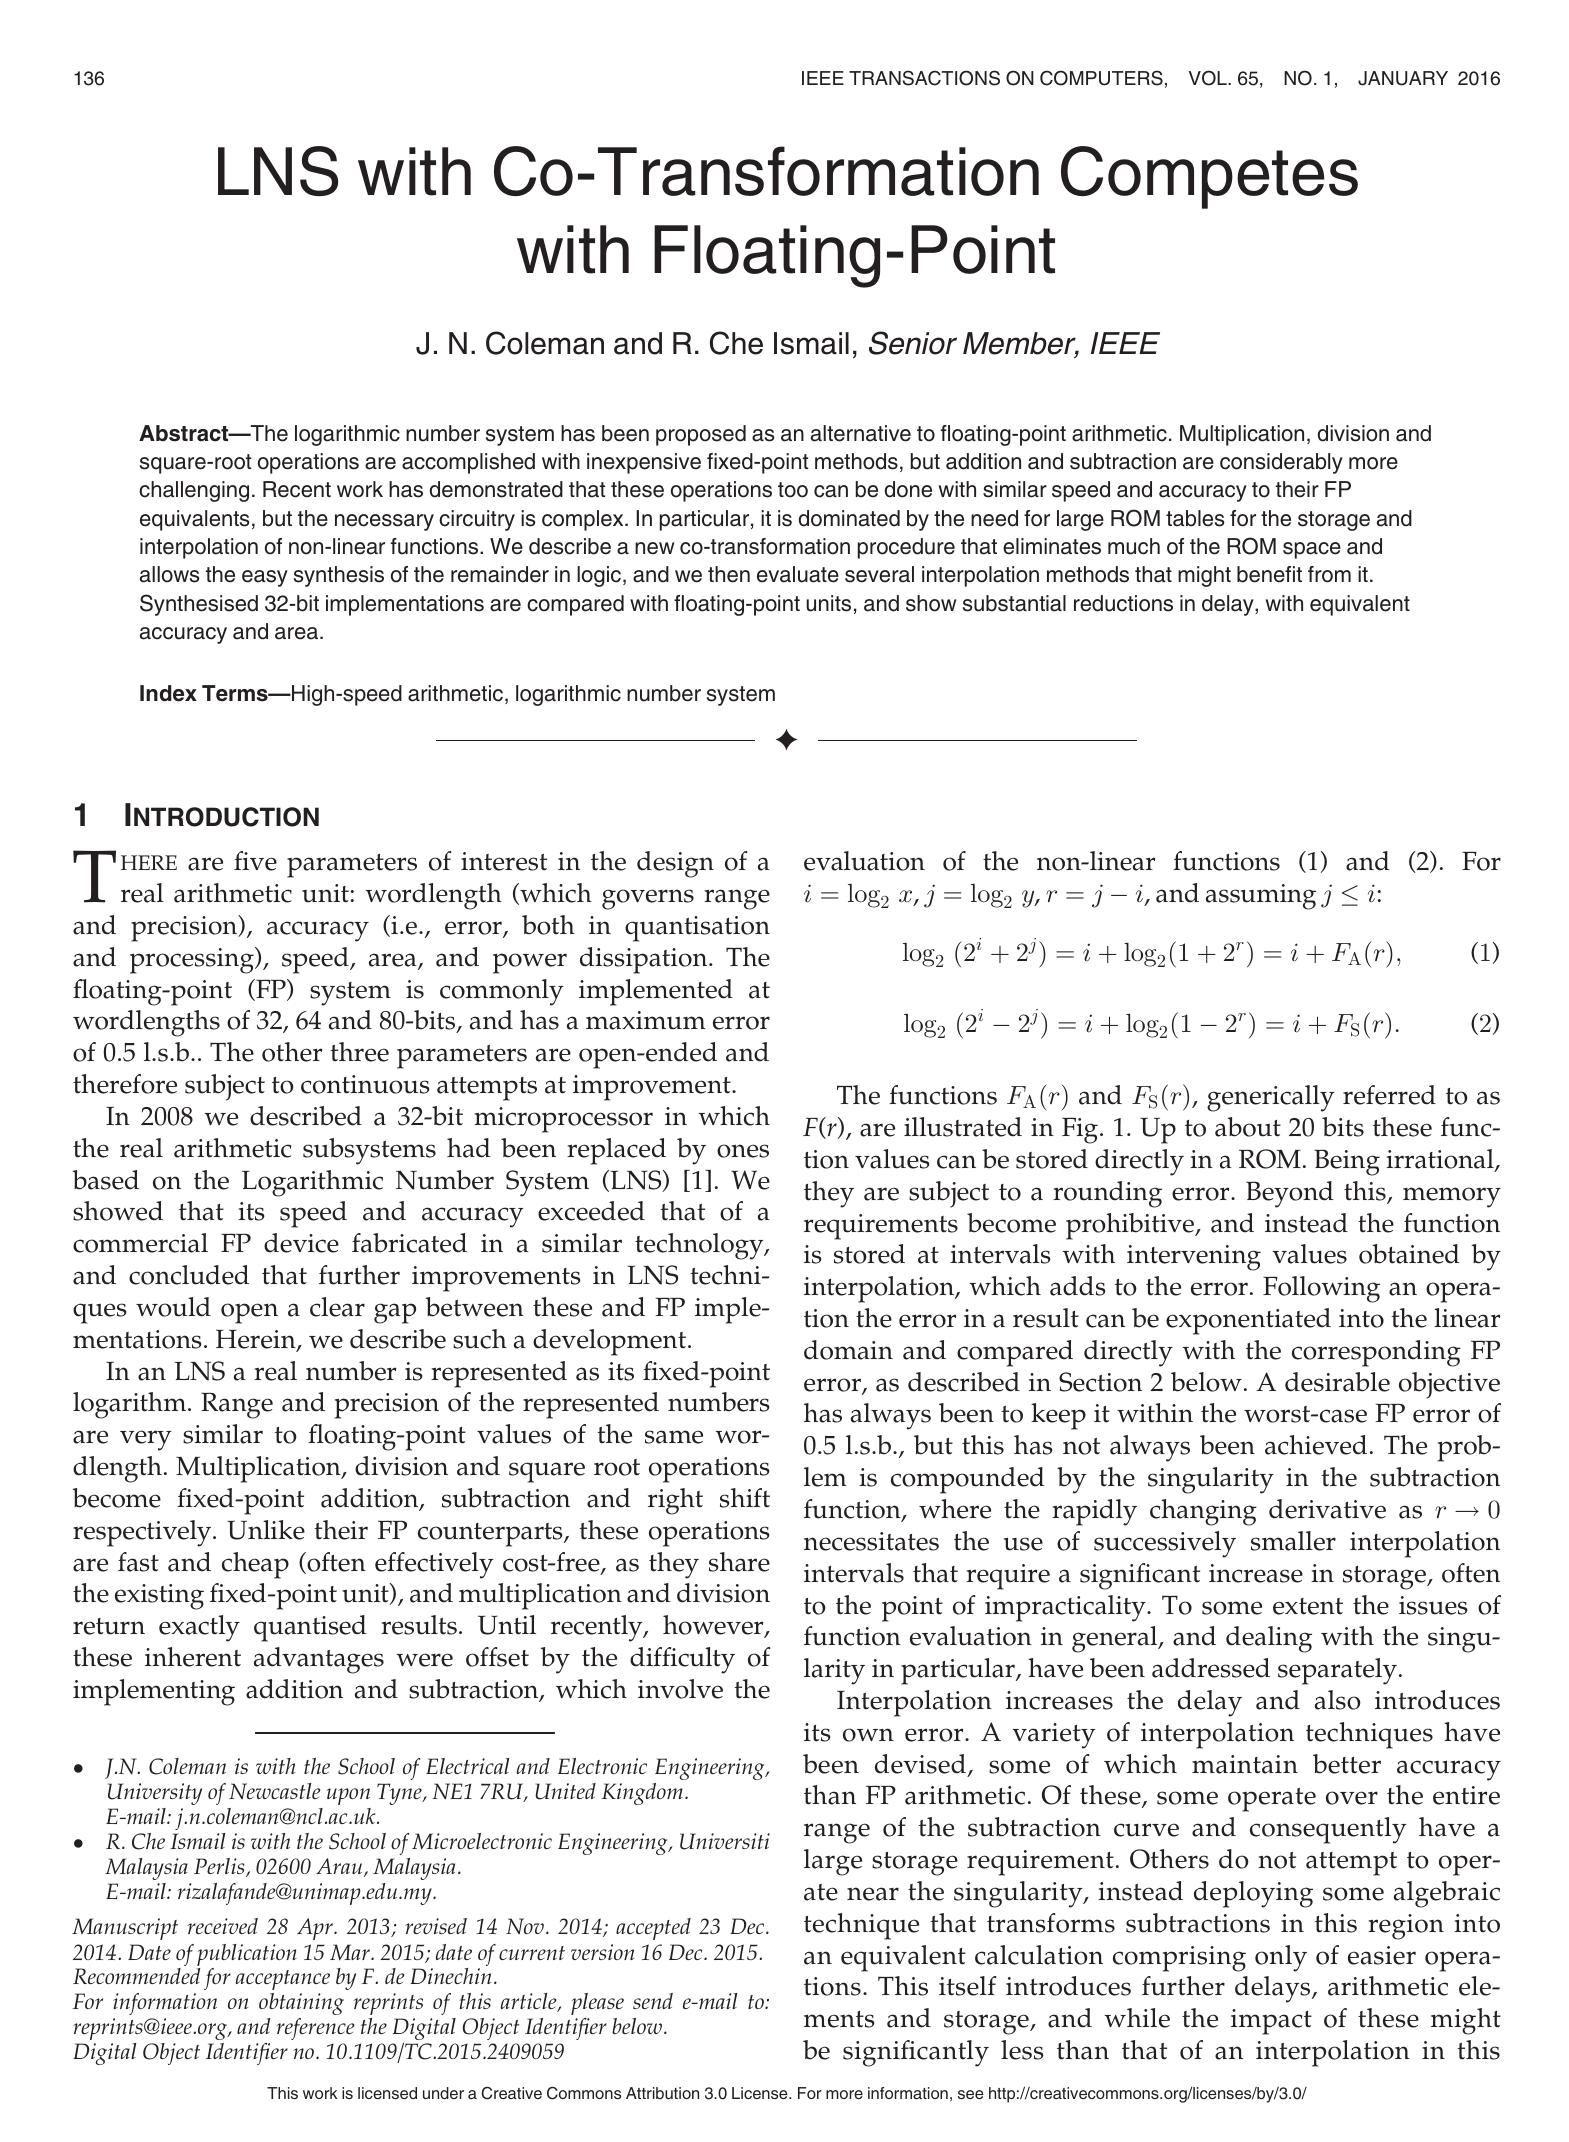 136
IEEE TRANSACTIONS ON COMPUTERS, VOL. 65, NO. 1, JANUARY 2016
LNS with Co-Transformation Competes
with Floating-Point
J. N. Coleman and R. Che Ismail, Senior Member, IEEE
Abstract—The logarithmic number system has been proposed as an alternative to floating-point arithmetic. Multiplication, division and
square-root operations are accomplished with inexpensive fixed-point methods, but addition and subtraction are considerably more
challenging. Recent work has demonstrated that these operations too can be done with similar speed and accuracy to their FP
equivalents, but the necessary circuitry is complex. In particular, it is dominated by the need for large ROM tables for the storage and
interpolation of non-linear functions. We describe a new co-transformation procedure that eliminates much of the ROM space and
allows the easy synthesis of the remainder in logic, and we then evaluate several interpolation methods that might benefit from it.
Synthesised 32-bit implementations are compared with floating-point units, and show substantial reductions in delay, with equivalent
accuracy and area.
Index Terms—High-speed arithmetic, logarithmic number system
1 INTRODUCTION
THERE are five parameters of interest in the design of a
real arithmetic unit: wordlength (which governs range
and precision), accuracy (i.e., error, both in quantisation
and processing), speed, area, and power dissipation. The
floating-point (FP) system is commonly implemented at
wordlengths of 32, 64 and 80-bits, and has a maximum error
of 0.5 l.s.b.. The other three parameters are open-ended and
therefore subject to continuous attempts at improvement.
In 2008 we described a 32-bit microprocessor in which
the real arithmetic subsystems had been replaced by ones
based on the Logarithmic Number System (LNS) [1]. We
showed that its speed and accuracy exceeded that of a
commercial FP device fabricated in a similar technology,
and concluded that further improvements in LNS techni-
ques would open a clear gap between these and FP imple-
mentations. Herein, we describe such a development.
In an LNS a real number is represented as its fixed-point
logarithm. Range and precision of the represented numbers
are very similar to floating-point values of the same wor-
dlength. Multiplication, division and square root operations
become fixed-point addition, subtraction and right shift
respectively. Unlike their FP counterparts, these operations
are fast and cheap (often effectively cost-free, as they share
the existing fixed-point unit), and multiplication and division
return exactly quantised results. Until recently, however,
these inherent advantages were offset by the difficulty of
implementing addition and subtraction, which involve the
• J.N. Coleman is with the School of Electrical and Electronic Engineering,
University of Newcastle upon Tyne, NE1 7RU, United Kingdom.
E-mail: j.n.coleman@ncl.ac.uk.
• R. Che Ismail is with the School of Microelectronic Engineering, Universiti
Malaysia Perlis, 02600 Arau, Malaysia.
E-mail: rizalafande@unimap.edu.my.
Manuscript received 28 Apr. 2013; revised 14 Nov. 2014; accepted 23 Dec.
2014. Date of publication 15 Mar. 2015; date of current version 16 Dec. 2015.
Recommended for acceptance by F. de Dinechin.
For information on obtaining reprints of this article, please send e-mail to:
reprints@ieee.org, and reference the Digital Object Identifier below.
Digital Object Identifier no. 10.1109/TC.2015.2409059
evaluation of the non-linear functions (1) and (2). For
i = log₂ x, j = log₂ y, r = j − i, and assuming j ≤ i:
log₂ (2ⁱ + 2ʲ) = i + log₂(1 + 2ʳ) = i + F_A(r), (1)
log₂ (2ⁱ − 2ʲ) = i + log₂(1 − 2ʳ) = i + F_S(r). (2)
The functions F_A(r) and F_S(r), generically referred to as
F(r), are illustrated in Fig. 1. Up to about 20 bits these func-
tion values can be stored directly in a ROM. Being irrational,
they are subject to a rounding error. Beyond this, memory
requirements become prohibitive, and instead the function
is stored at intervals with intervening values obtained by
interpolation, which adds to the error. Following an opera-
tion the error in a result can be exponentiated into the linear
domain and compared directly with the corresponding FP
error, as described in Section 2 below. A desirable objective
has always been to keep it within the worst-case FP error of
0.5 l.s.b., but this has not always been achieved. The prob-
lem is compounded by the singularity in the subtraction
function, where the rapidly changing derivative as r → 0
necessitates the use of successively smaller interpolation
intervals that require a significant increase in storage, often
to the point of impracticality. To some extent the issues of
function evaluation in general, and dealing with the singu-
larity in particular, have been addressed separately.
Interpolation increases the delay and also introduces
its own error. A variety of interpolation techniques have
been devised, some of which maintain better accuracy
than FP arithmetic. Of these, some operate over the entire
range of the subtraction curve and consequently have a
large storage requirement. Others do not attempt to oper-
ate near the singularity, instead deploying some algebraic
technique that transforms subtractions in this region into
an equivalent calculation comprising only of easier opera-
tions. This itself introduces further delays, arithmetic ele-
ments and storage, and while the impact of these might
be significantly less than that of an interpolation in this
This work is licensed under a Creative Commons Attribution 3.0 License. For more information, see http://creativecommons.org/licenses/by/3.0/